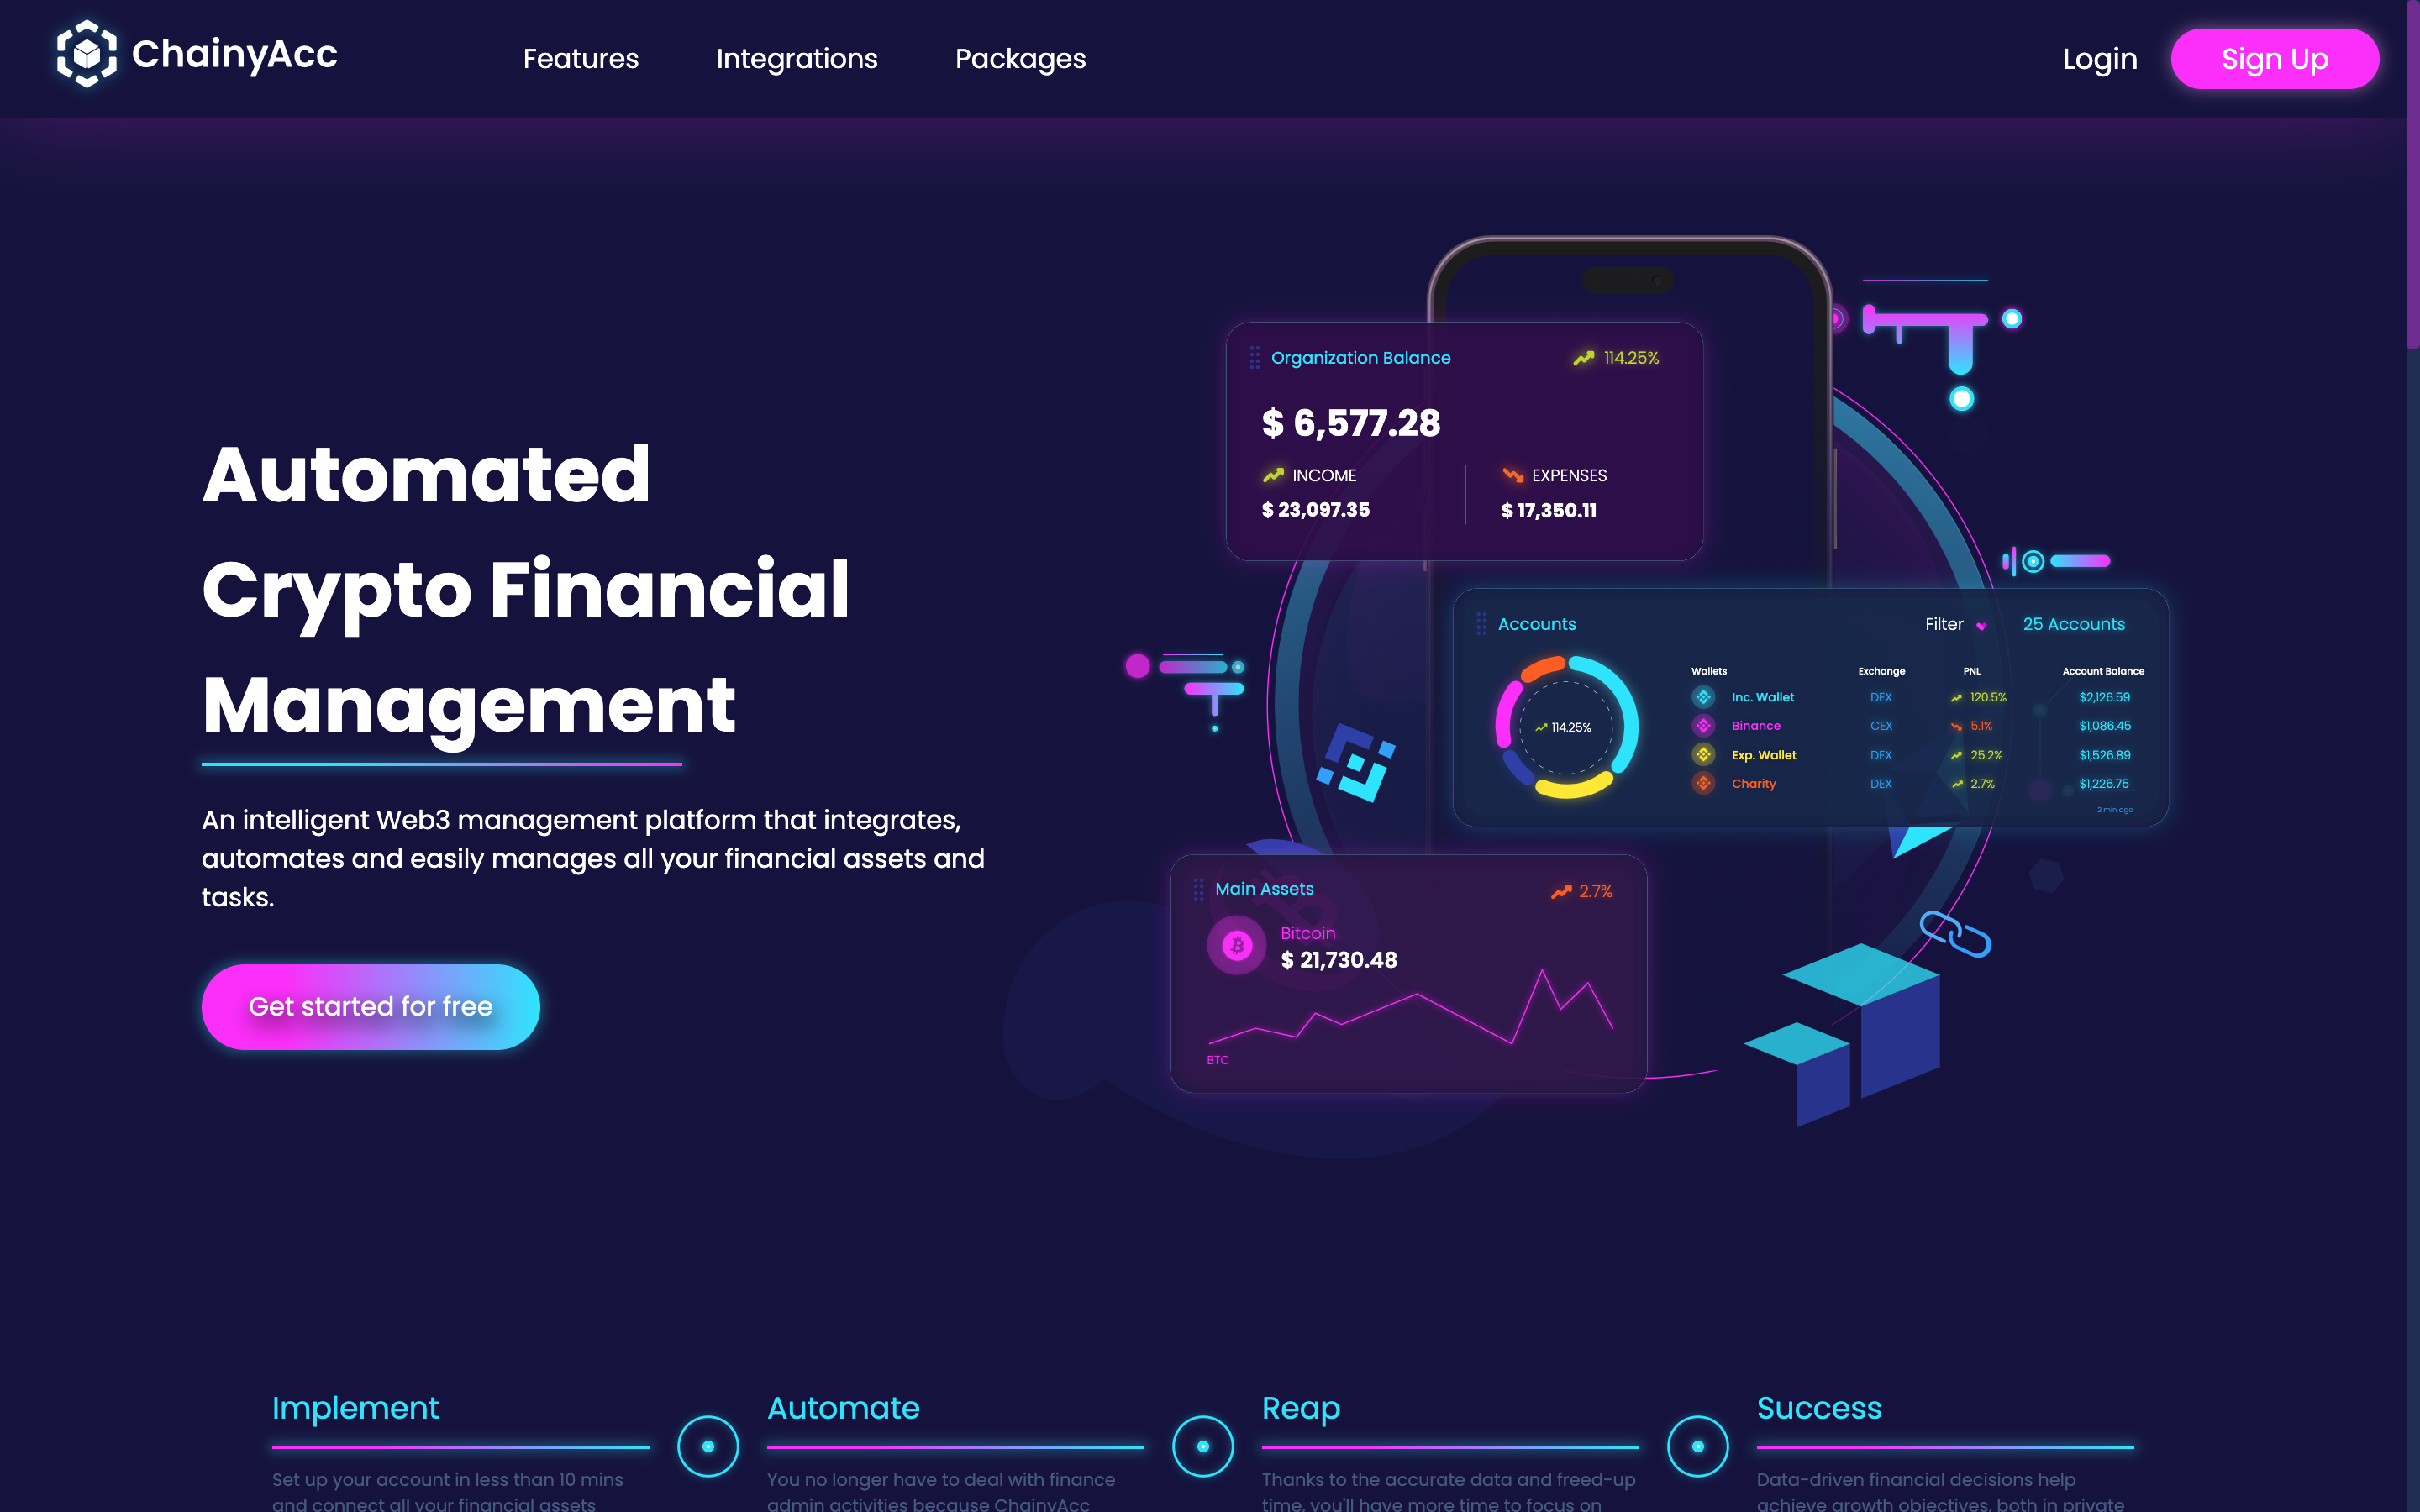 ChainyAcc
Features
Integrations
Packages
Login
Sign Up
Automated
Crypto Financial
Management
An intelligent Web3 management platform that integrates,
automates and easily manages all your financial assets and
tasks.
Get started for free
Organization Balance
114.25%
$ 6,577.28
INCOME
EXPENSES
$ 23,097.35
$ 17,350.11
Accounts
Filter
25 Accounts
114.25%
Wallets Exchange PNL Account Balance
Inc. Wallet DEX 120.5% $2,126.59
Binance CEX 5.1% $1,086.45
Exp. Wallet DEX 25.2% $1,526.89
Charity DEX 2.7% $1,226.75
2 min ago
Main Assets
2.7%
Bitcoin
$ 21,730.48
BTC
Implement
Set up your account in less than 10 mins
and connect all your financial assets
Automate
You no longer have to deal with finance
admin activities because ChainyAcc
Reap
Thanks to the accurate data and freed-up
time, you'll have more time to focus on
Success
Data-driven financial decisions help
achieve growth objectives, both in private